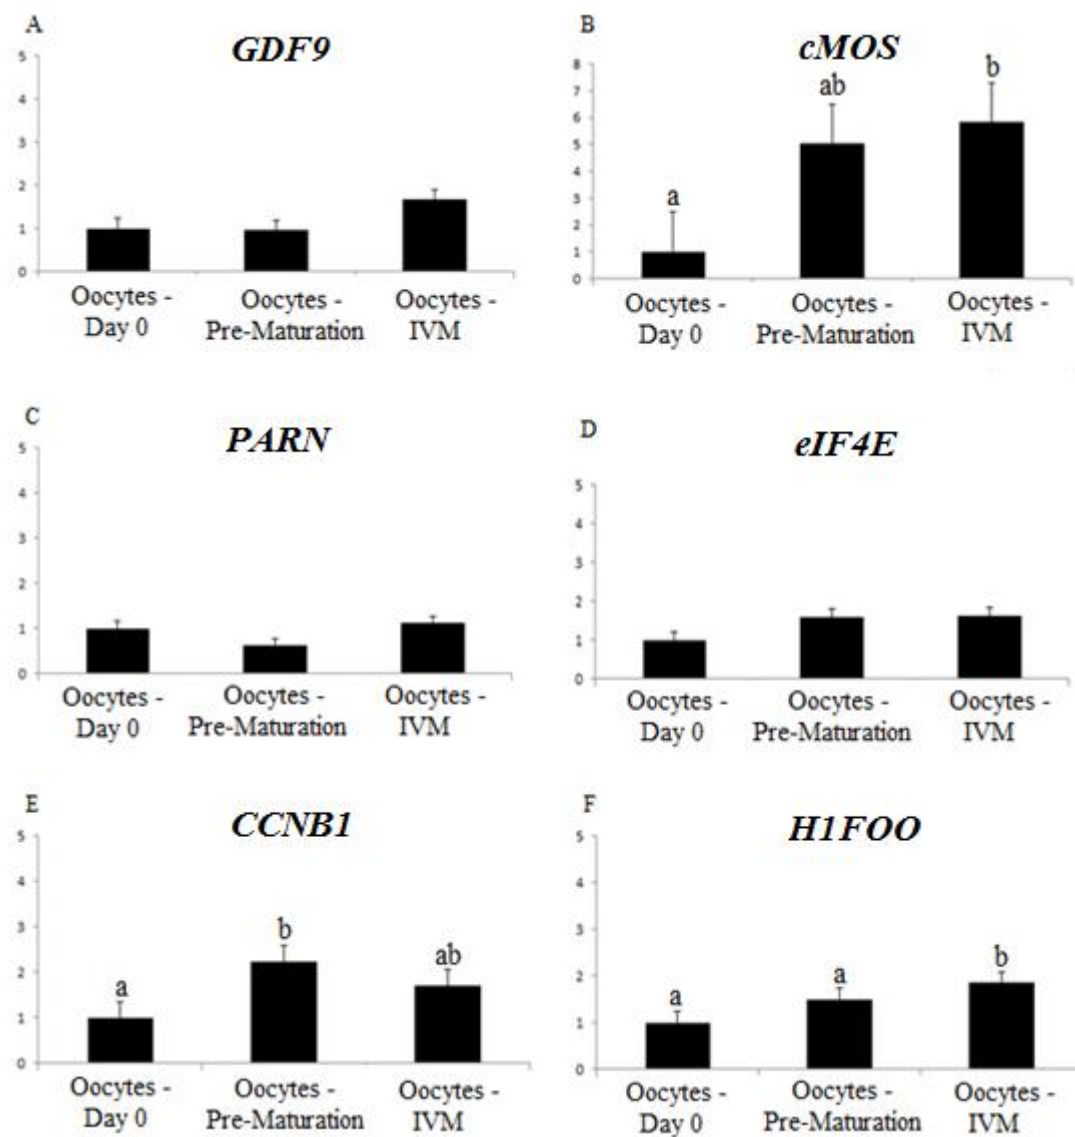 A
GDF9
5
4
3
2
1
0
Oocytes -
Day 0
Oocytes -
Pre-Maturation
Oocytes -
IVM
B
cMOS
8
7
6
5
4
3
2
1
0
a
ab
b
Oocytes -
Day 0
Oocytes -
Pre-Maturation
Oocytes -
IVM
C
PARN
5
4
3
2
1
0
Oocytes -
Day 0
Oocytes -
Pre-Maturation
Oocytes -
IVM
D
eIF4E
5
4
3
2
1
0
Oocytes -
Day 0
Oocytes -
Pre-Maturation
Oocytes -
IVM
E
CCNB1
5
4
3
2
1
0
a
b
ab
Oocytes -
Day 0
Oocytes -
Pre-Maturation
Oocytes -
IVM
F
H1FOO
5
4
3
2
1
0
a
a
b
Oocytes -
Day 0
Oocytes -
Pre-Maturation
Oocytes -
IVM